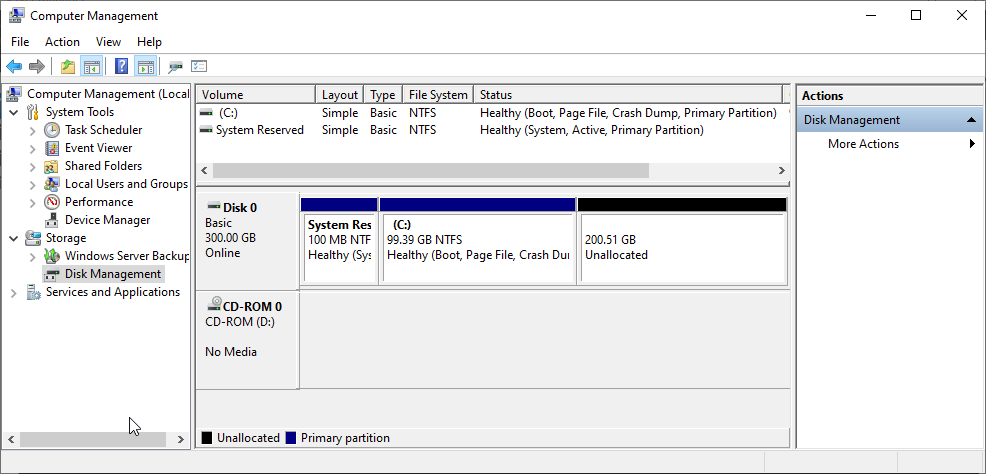 Computer Management
File Action View Help
Computer Management (Local
System Tools
Task Scheduler
Event Viewer
Shared Folders
Local Users and Groups
Performance
Device Manager
Storage
Windows Server Backup
Disk Management
Services and Applications
Volume Layout Type File System Status
(C:) Simple Basic NTFS Healthy (Boot, Page File, Crash Dump, Primary Partition)
System Reserved Simple Basic NTFS Healthy (System, Active, Primary Partition)
Disk 0
Basic
300.00 GB
Online
System Res
100 MB NTF
Healthy (Sys
(C:)
99.39 GB NTFS
Healthy (Boot, Page File, Crash Du
200.51 GB
Unallocated
CD-ROM 0
CD-ROM (D:)
No Media
Unallocated Primary partition
Actions
Disk Management
More Actions